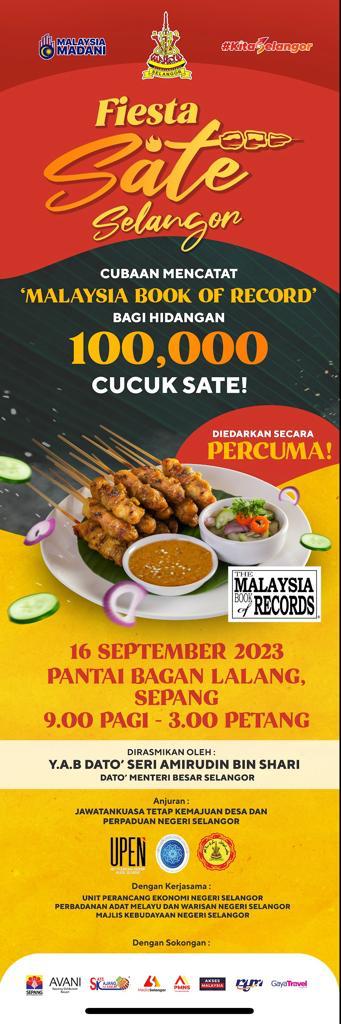 MALAYSIA
MADANI
SELANGOR
#KitaSelangor
Fiesta
Sate
Selangor
CUBAAN MENCATAT
'MALAYSIA BOOK OF RECORD'
BAGI HIDANGAN
100,000
CUCUK SATE!
DIEDARKAN SECARA
PERCUMA!
THE
MALAYSIA
BOOK of RECORDS
16 SEPTEMBER 2023
PANTAI BAGAN LALANG,
SEPANG
9.00 PAGI - 3.00 PETANG
DIRASMIKAN OLEH :
Y.A.B DATO' SERI AMIRUDIN BIN SHARI
DATO' MENTERI BESAR SELANGOR
Anjuran :
JAWATANKUASA TETAP KEMAJUAN DESA DAN
PERPADUAN NEGERI SELANGOR
UPEN
Dengan Kerjasama :
UNIT PERANCANG EKONOMI NEGERI SELANGOR
PERBADANAN ADAT MELAYU DAN WARISAN NEGERI SELANGOR
MAJLIS KEBUDAYAAN NEGERI SELANGOR
Dengan Sokongan :
SEPANG
AVANI
MediaSelangor
PMNS
AKSES
MALAYSIA
GayaTravel